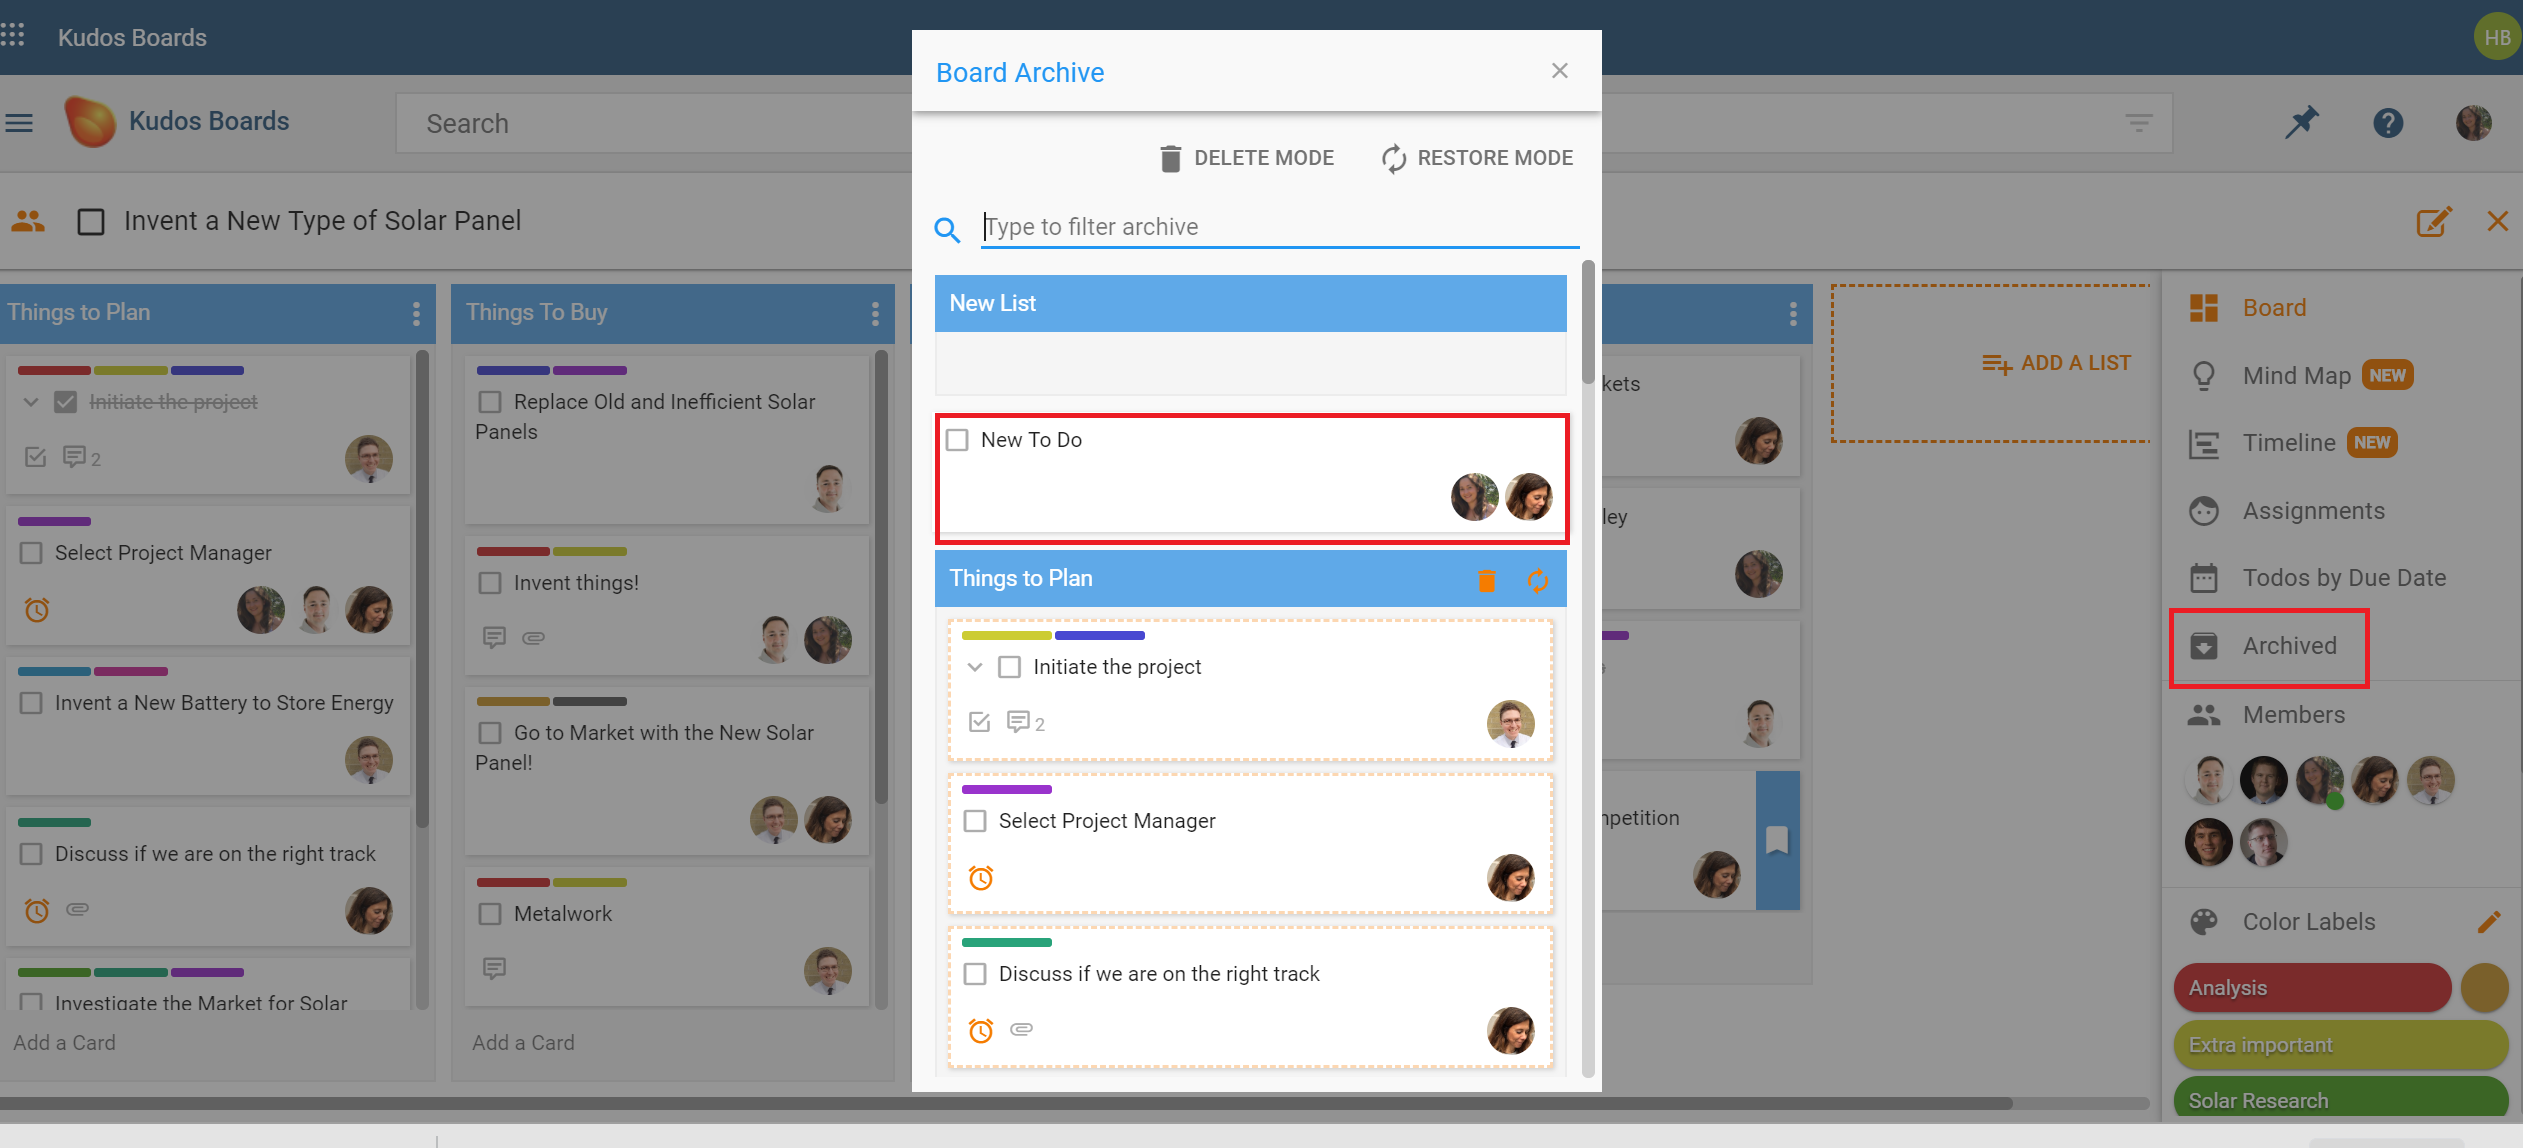 Kudos Boards
HB
Kudos Boards
Search
Invent a New Type of Solar Panel
Things to Plan
Initiate the project
2
Select Project Manager
Invent a New Battery to Store Energy
Discuss if we are on the right track
Investigate the Market for Solar
Add a Card
Things To Buy
Replace Old and Inefficient Solar
Panels
Invent things!
Go to Market with the New Solar
Panel!
Metalwork
Add a Card
Board Archive
DELETE MODE
RESTORE MODE
Type to filter archive
New List
New To Do
Things to Plan
Initiate the project
2
Select Project Manager
Discuss if we are on the right track
kets
ley
npetition
ADD A LIST
Board
Mind Map NEW
Timeline NEW
Assignments
Todos by Due Date
Archived
Members
Color Labels
Analysis
Extra important
Solar Research